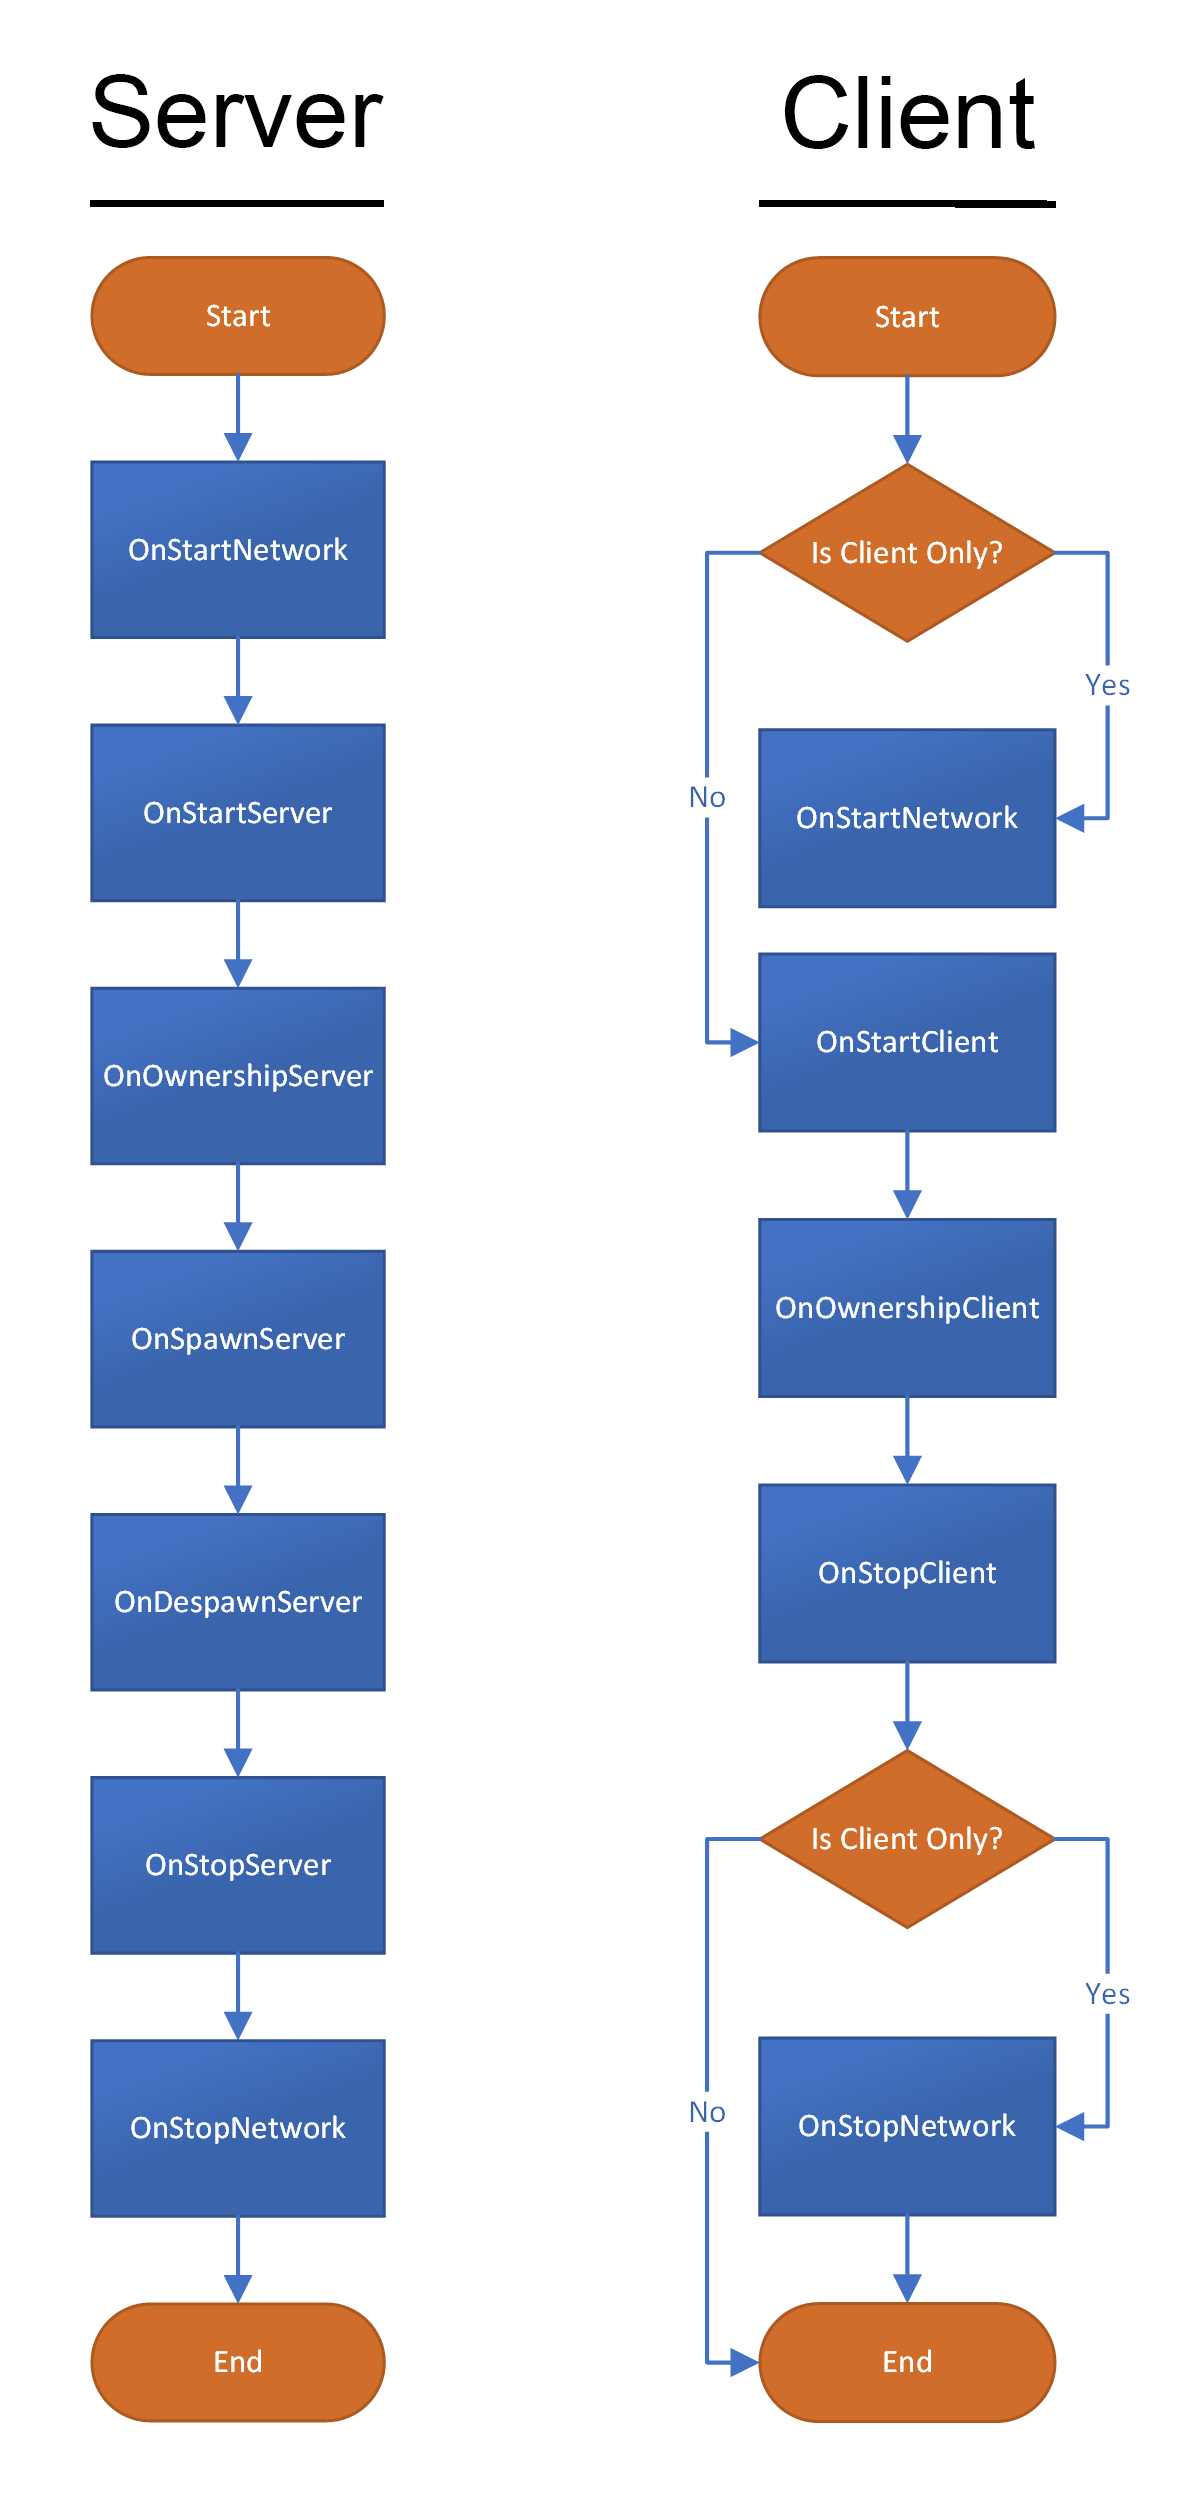 Server
Start
OnStartNetwork
OnStartServer
OnOwnershipServer
OnSpawnServer
OnDespawnServer
OnStopServer
OnStopNetwork
End
Client
Start
Is Client Only?
Yes
No
OnStartNetwork
OnStartClient
OnOwnershipClient
OnStopClient
Is Client Only?
Yes
No
OnStopNetwork
End